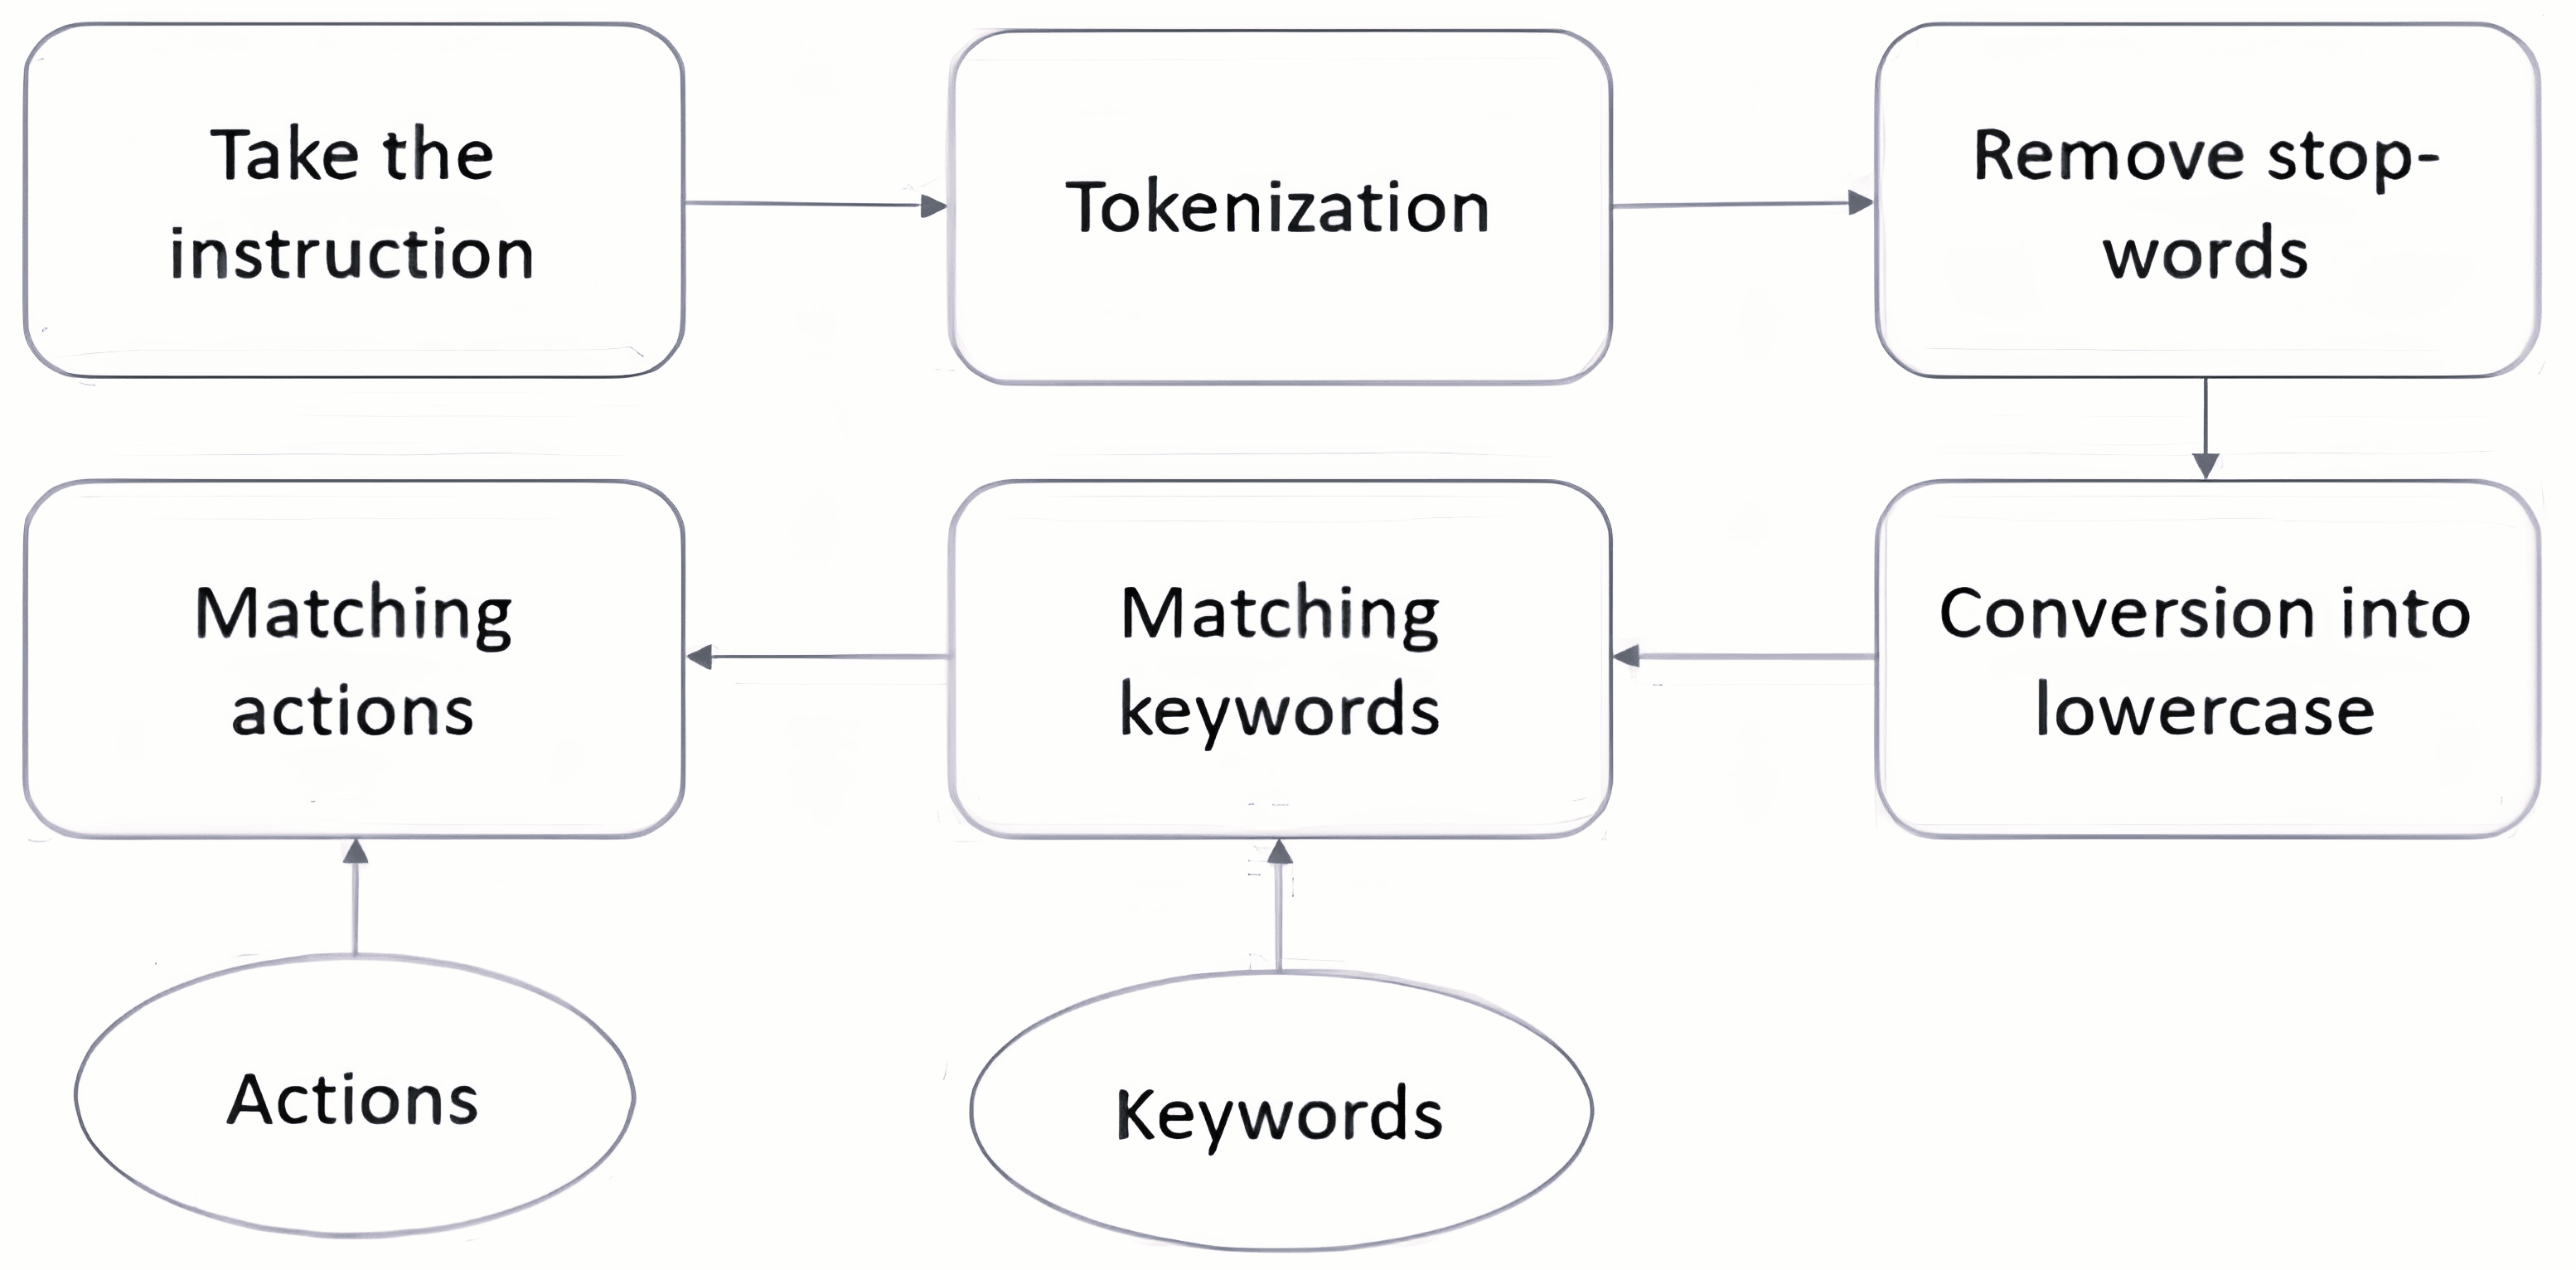 Take the
instruction
Tokenization
Remove stop-
words
Matching
actions
Matching
keywords
Conversion into
lowercase
Actions
Keywords